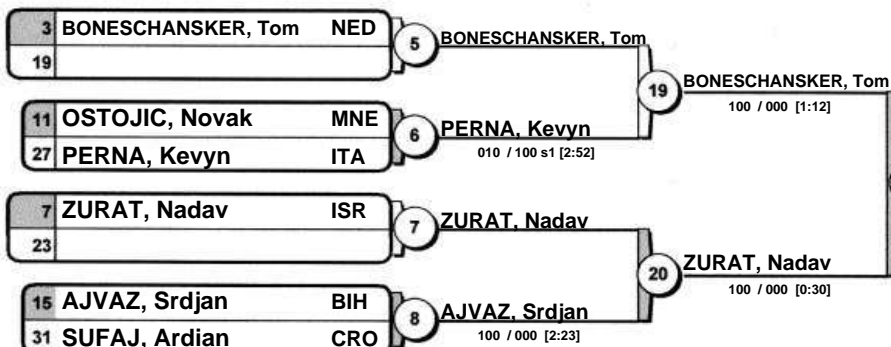 3 BONESCHANSKER, Tom NED
19
5
BONESCHANSKER, Tom
11 OSTOJIC, Novak MNE
27 PERNA, Kevyn ITA
6
PERNA, Kevyn
010 / 100 s1 [2:52]
19
BONESCHANSKER, Tom
100 / 000 [1:12]
7 ZURAT, Nadav ISR
23
7
ZURAT, Nadav
15 AJVAZ, Srdjan BIH
31 SUFAJ, Ardian CRO
8
AJVAZ, Srdjan
100 / 000 [2:23]
20
ZURAT, Nadav
100 / 000 [0:30]